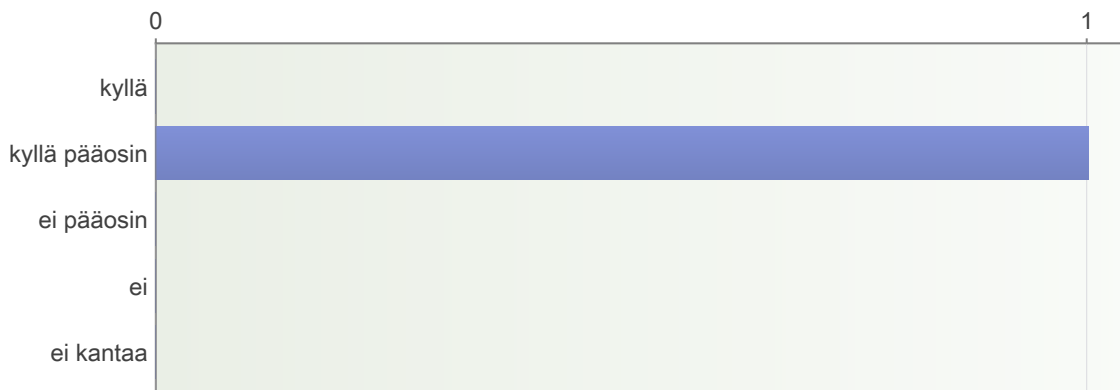 0 1
kyllä
kyllä pääosin
ei pääosin
ei
ei kantaa